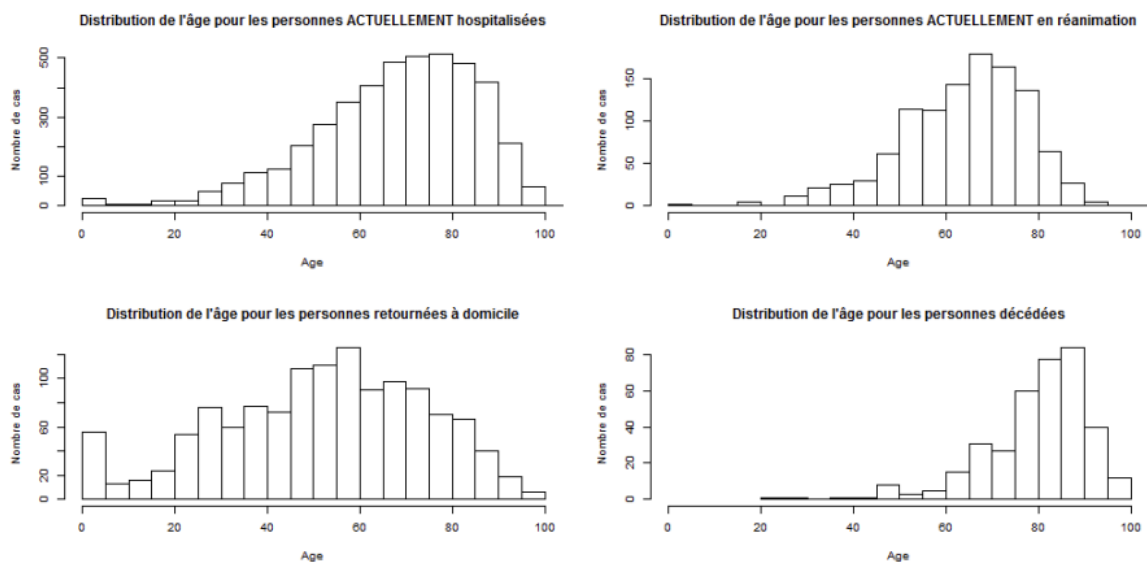 Distribution de l'âge pour les personnes ACTUELLEMENT hospitalisées
Nombre de cas
500
300
100
0
0 20 40 60 80 100
Age
Distribution de l'âge pour les personnes ACTUELLEMENT en réanimation
Nombre de cas
150
100
50
0
0 20 40 60 80 100
Age
Distribution de l'âge pour les personnes retournées à domicile
Nombre de cas
100
60
20
0
0 20 40 60 80 100
Age
Distribution de l'âge pour les personnes décédées
Nombre de cas
80
60
40
20
0
0 20 40 60 80 100
Age